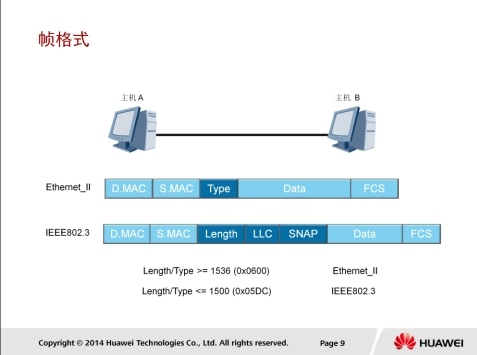 帧格式
主机 A 主机 B
Ethernet_II D.MAC S.MAC Type Data FCS
IEEE802.3 D.MAC S.MAC Length LLC SNAP Data FCS
Length/Type >= 1536 (0x0600) Ethernet_II
Length/Type <= 1500 (0x05DC) IEEE802.3
Copyright © 2014 Huawei Technologies Co., Ltd. All rights reserved. Page 9 HUAWEI